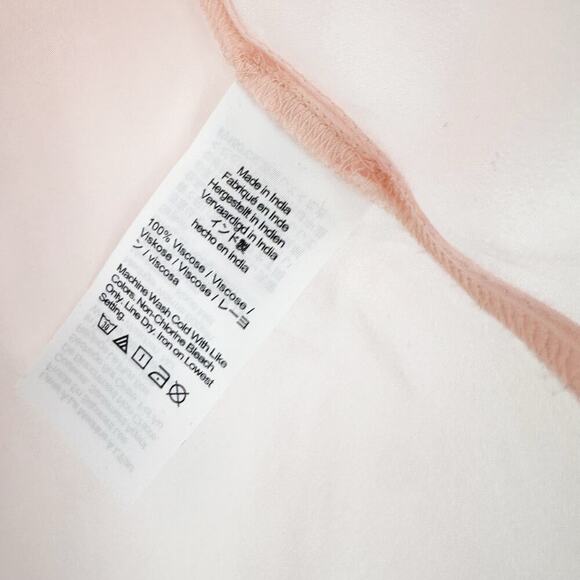 Made in India
Fabriqué en Inde
Hergestellt in Indien
Vervaardigd in India
インド製
hecho en India
100% Viscose / Viscose /
Viskose / Viscose / レーヨ
ン / viscosa
Machine Wash Cold With Like
Colors. Non-Chlorine Bleach
Only. Line Dry. Iron on Lowest
Setting.